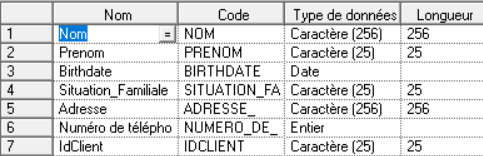 Nom Code Type de données Longueur
1 Nom = NOM Caractère (256) 256
2 Prenom PRENOM Caractère (25) 25
3 Birthdate BIRTHDATE Date
4 Situation_Familiale SITUATION_FA Caractère (25) 25
5 Adresse ADRESSE_ Caractère (256) 256
6 Numéro de télépho NUMERO_DE_ Entier
7 IdClient IDCLIENT Caractère (25) 25